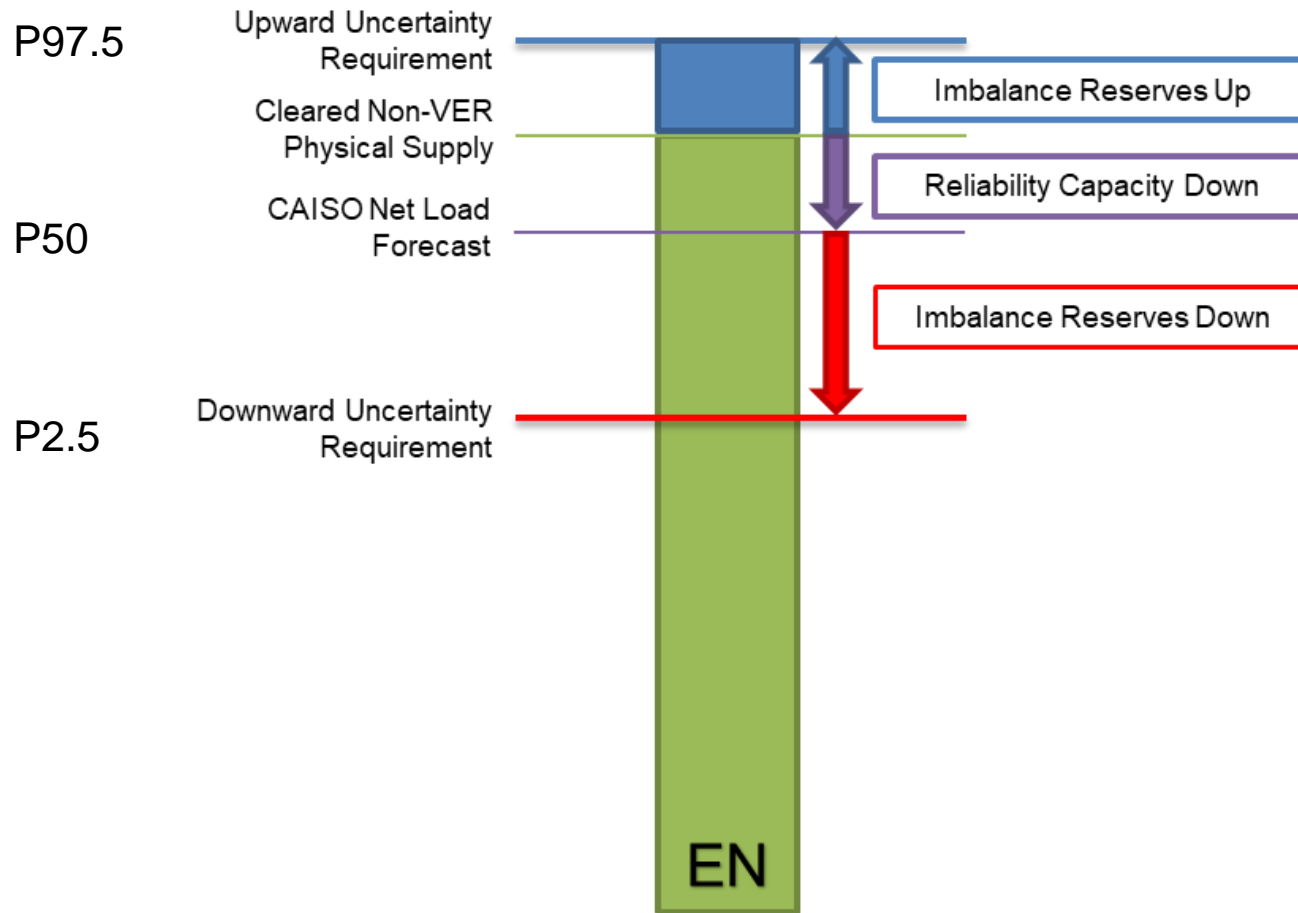 P97.5
Upward Uncertainty
Requirement
Imbalance Reserves Up
Cleared Non-VER
Physical Supply
Reliability Capacity Down
P50
CAISO Net Load
Forecast
Imbalance Reserves Down
P2.5
Downward Uncertainty
Requirement
EN